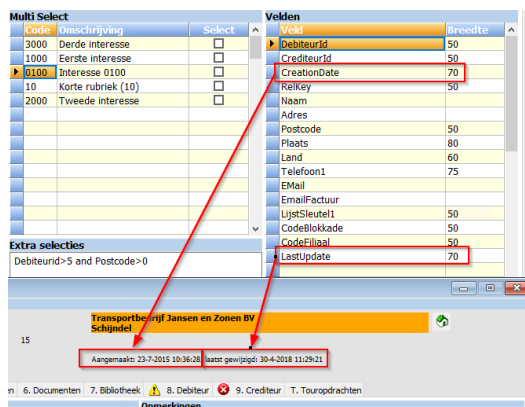 Multi Select
Code Omschrijving Select
3000 Derde interesse
1000 Eerste interesse
0100 Interesse 0100
10 Korte rubriek (10)
2000 Tweede interesse
Extra selecties
Debiteurid>5 and Postcode>0
Velden
Veld Breedte
DebiteurId 50
CrediteurId 50
CreationDate 70
RelKey 50
Naam
Adres
Postcode 50
Plaats 80
Land 60
Telefoon1 75
EMail
EmailFactuur
LijstSleutel1 50
CodeBlokkade 50
CodeFiliaal 50
LastUpdate 70
Transportbedrijf Jansen en Zonen BV
Schijndel
15
Aangemaakt: 23-7-2015 10:36:28, laatst gewijzigd: 30-4-2018 11:29:21
en 6. Documenten 7. Bibliotheek 8. Debiteur 9. Crediteur T. Touropdrachten
Opmerkingen